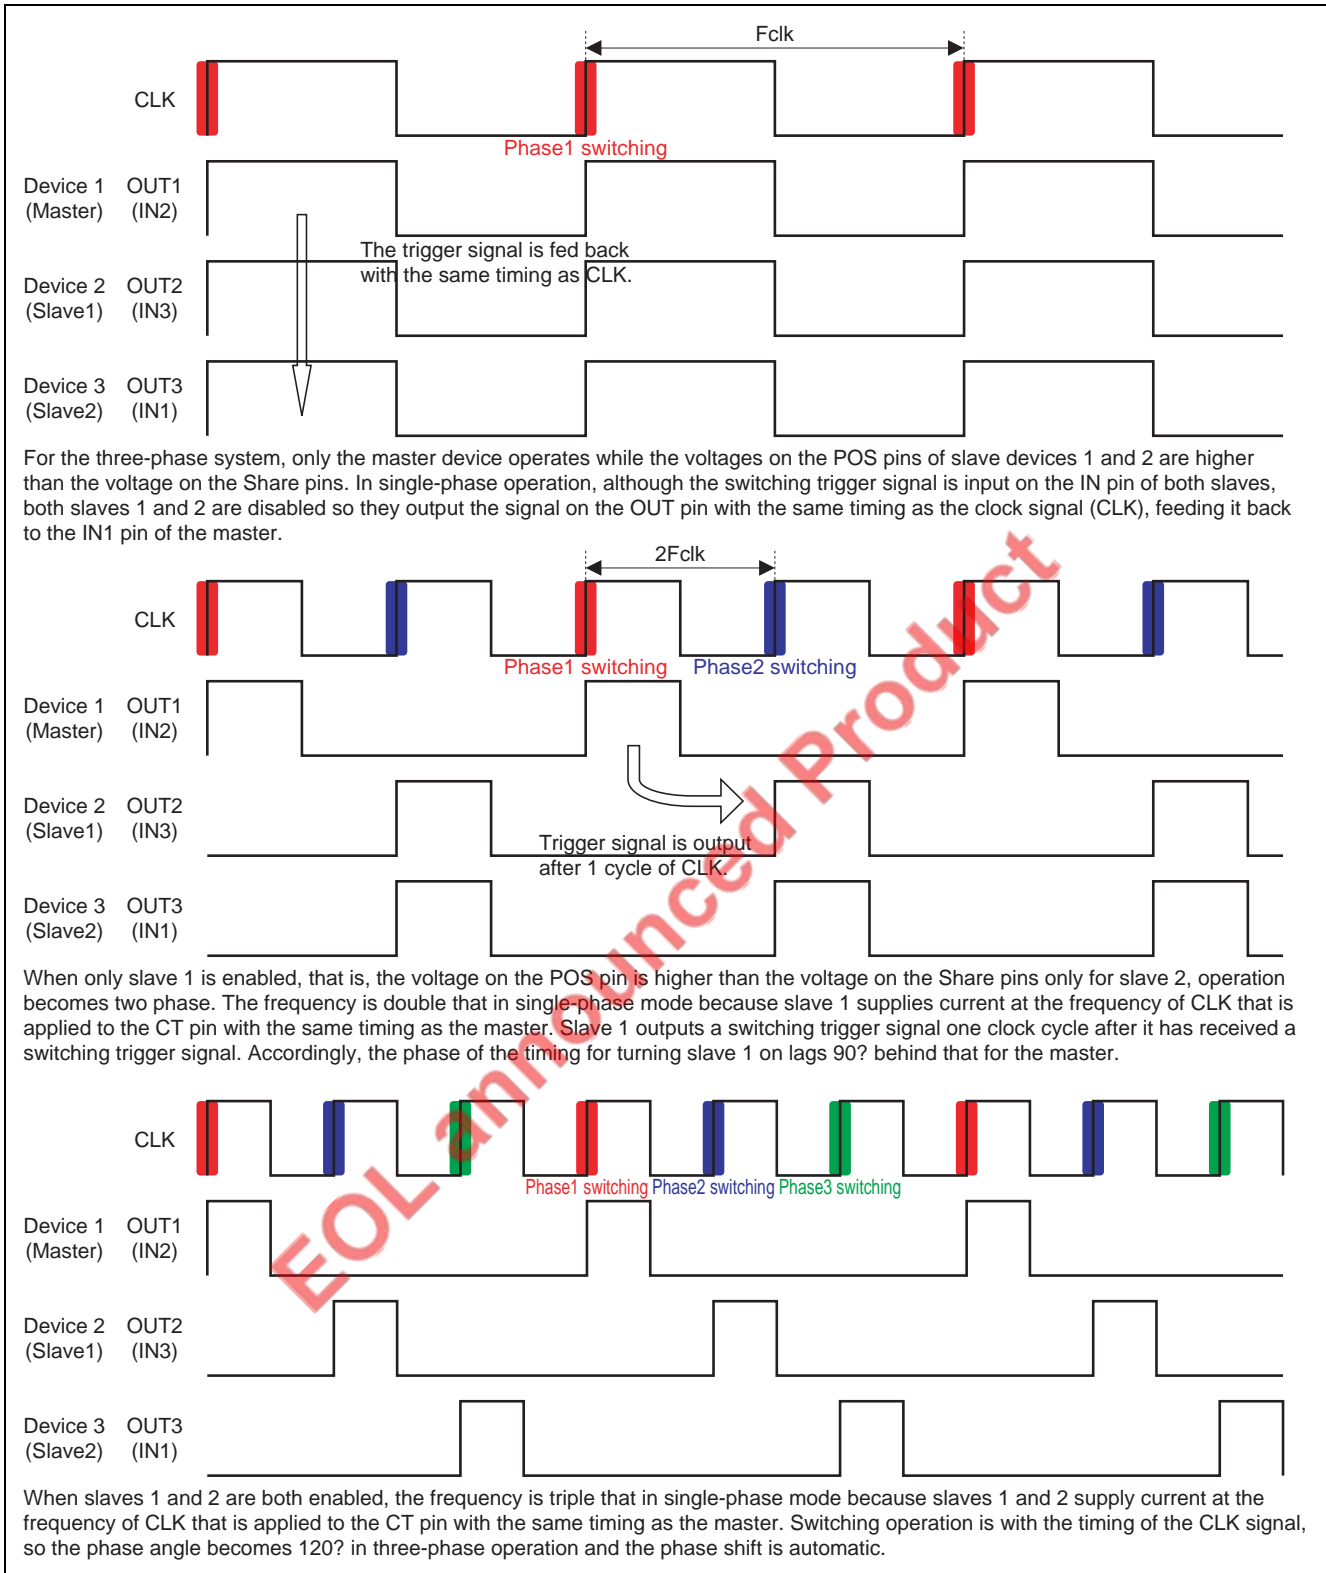 Fclk
CLK
Phase1 switching
Device 1 OUT1
(Master) (IN2)
The trigger signal is fed back
with the same timing as CLK.
Device 2 OUT2
(Slave1) (IN3)
Device 3 OUT3
(Slave2) (IN1)
For the three-phase system, only the master device operates while the voltages on the POS pins of slave devices 1 and 2 are higher
than the voltage on the Share pins. In single-phase operation, although the switching trigger signal is input on the IN pin of both slaves,
both slaves 1 and 2 are disabled so they output the signal on the OUT pin with the same timing as the clock signal (CLK), feeding it back
to the IN1 pin of the master.
2Fclk
CLK
Phase1 switching Phase2 switching
Device 1 OUT1
(Master) (IN2)
Device 2 OUT2
(Slave1) (IN3)
Trigger signal is output
after 1 cycle of CLK.
Device 3 OUT3
(Slave2) (IN1)
When only slave 1 is enabled, that is, the voltage on the POS pin is higher than the voltage on the Share pins only for slave 2, operation
becomes two phase. The frequency is double that in single-phase mode because slave 1 supplies current at the frequency of CLK that is
applied to the CT pin with the same timing as the master. Slave 1 outputs a switching trigger signal one clock cycle after it has received a
switching trigger signal. Accordingly, the phase of the timing for turning slave 1 on lags 90? behind that for the master.
CLK
Phase1 switching Phase2 switching Phase3 switching
Device 1 OUT1
(Master) (IN2)
Device 2 OUT2
(Slave1) (IN3)
Device 3 OUT3
(Slave2) (IN1)
When slaves 1 and 2 are both enabled, the frequency is triple that in single-phase mode because slaves 1 and 2 supply current at the
frequency of CLK that is applied to the CT pin with the same timing as the master. Switching operation is with the timing of the CLK signal,
so the phase angle becomes 120? in three-phase operation and the phase shift is automatic.
EOL announced Product